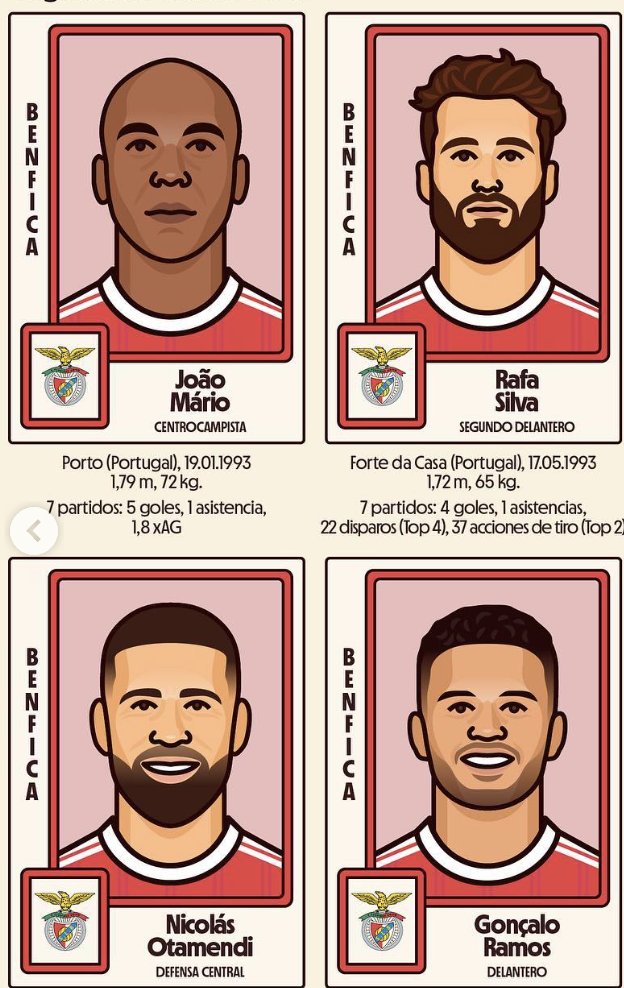 BENFICA
João
Mário
CENTROCAMPISTA
Porto (Portugal), 19.01.1993
1,79 m, 72 kg.
7 partidos: 5 goles, 1 asistencia,
1,8 xAG
BENFICA
Rafa
Silva
SEGUNDO DELANTERO
Forte da Casa (Portugal), 17.05.1993
1,72 m, 65 kg.
7 partidos: 4 goles, 1 asistencias,
22 disparos (Top 4), 37 acciones de tiro (Top 2)
BENFICA
Nicolás
Otamendi
DEFENSA CENTRAL
BENFICA
Gonçalo
Ramos
DELANTERO